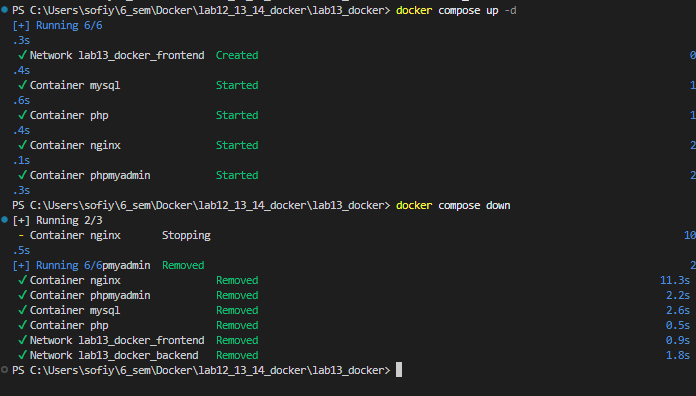 PS C:\Users\sofiy\6_sem\Docker\lab12_13_14_docker\lab13_docker> docker compose up -d
[+] Running 6/6
.3s
✓ Network lab13_docker_frontend Created 0
.4s
✓ Container mysql Started 1
.6s
✓ Container php Started 1
.4s
✓ Container nginx Started 2
.1s
✓ Container phpmyadmin Started 2
.3s
PS C:\Users\sofiy\6_sem\Docker\lab12_13_14_docker\lab13_docker> docker compose down
[+] Running 2/3
- Container nginx Stopping 10
.5s
[+] Running 6/6pmyadmin Removed 2
✓ Container nginx Removed 11.3s
✓ Container phpmyadmin Removed 2.2s
✓ Container mysql Removed 2.6s
✓ Container php Removed 0.5s
✓ Network lab13_docker_frontend Removed 0.9s
✓ Network lab13_docker_backend Removed 1.8s
PS C:\Users\sofiy\6_sem\Docker\lab12_13_14_docker\lab13_docker>